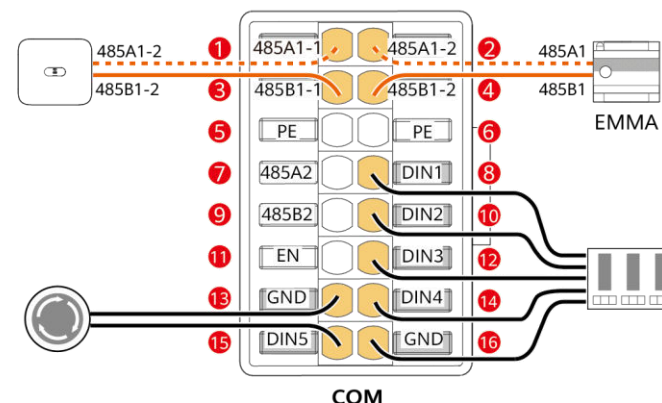 485A1-2 1 485A1-1 485A1-2 2 485A1
485B1-2 3 485B1-1 485B1-2 4 485B1
EMMA
5 PE PE 6
7 485A2 DIN1 8
9 485B2 DIN2 10
11 EN DIN3 12
13 GND DIN4 14
15 DIN5 GND 16
COM